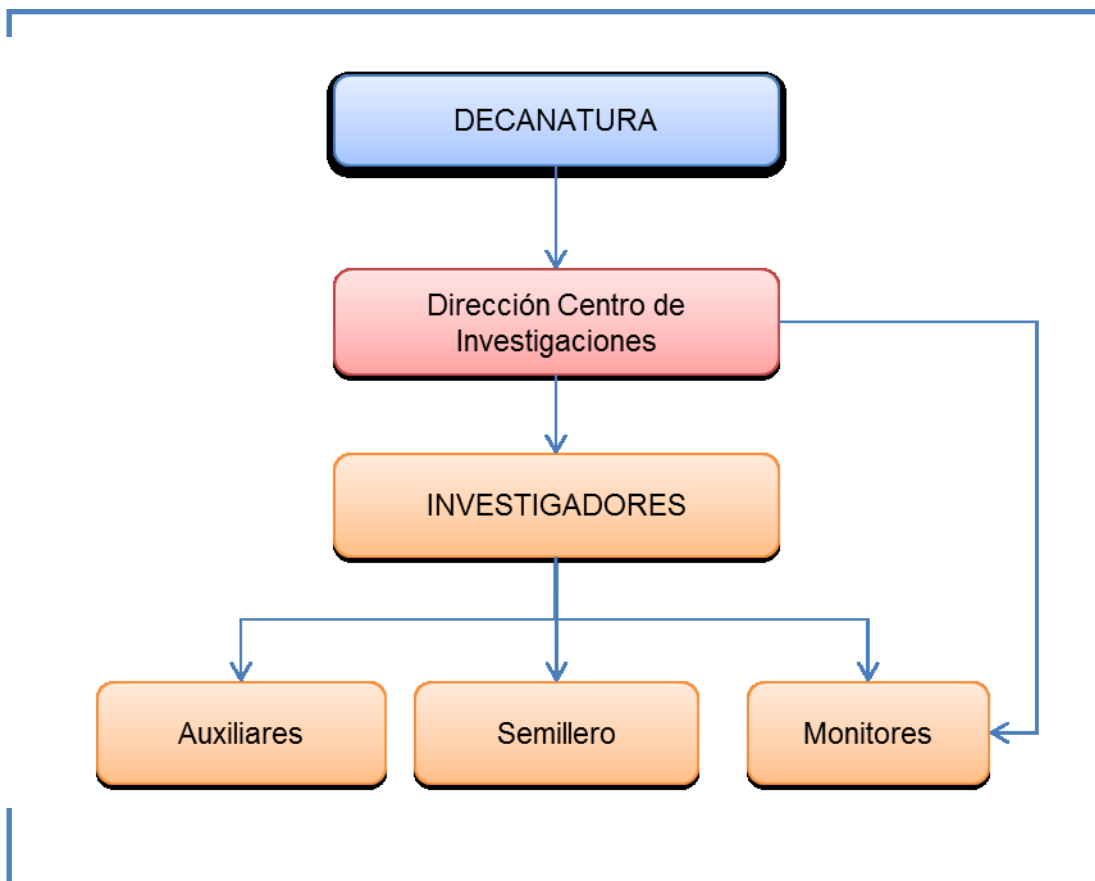 DECANATURA
Dirección Centro de
Investigaciones
INVESTIGADORES
Auxiliares
Semillero
Monitores